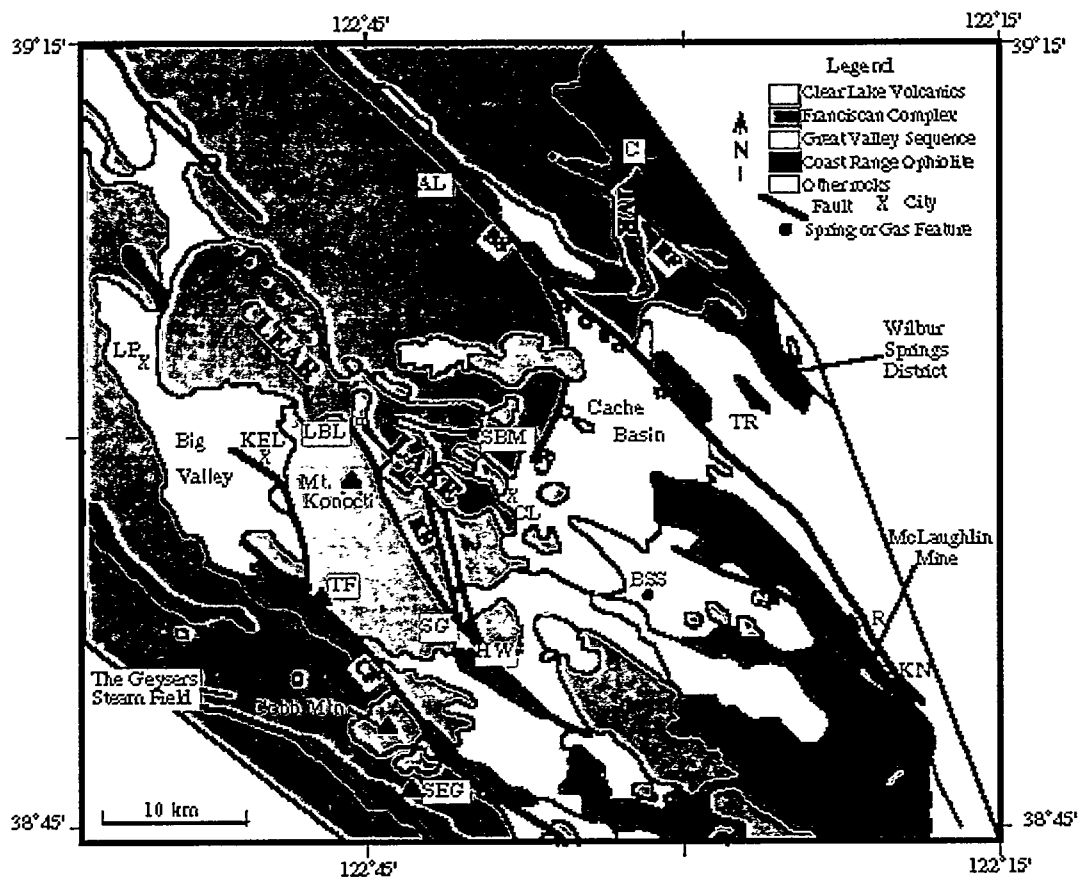 122°45'
122°15'
39°15'
39°15'
Legend
Clear Lake Volcanics
Franciscan Complex
Great Valley Sequence
Coast Range Ophiolite
Other rocks
Fault X City
Spring or Gas Feature
N
C
AL
CLEAR
LAKE
LP
X
Wilbur
Springs
District
Cache
Basin
TR
LBL
SBM
KEL
X
Big
Valley
Mt.
Konocti
X
CL
McLaughlin
Mine
BSS
TF
SG
R
HW
KN
The Geysers
Steam Field
Cobb Mtn.
SEG
10 km
38°45'
38°45'
122°45'
122°15'